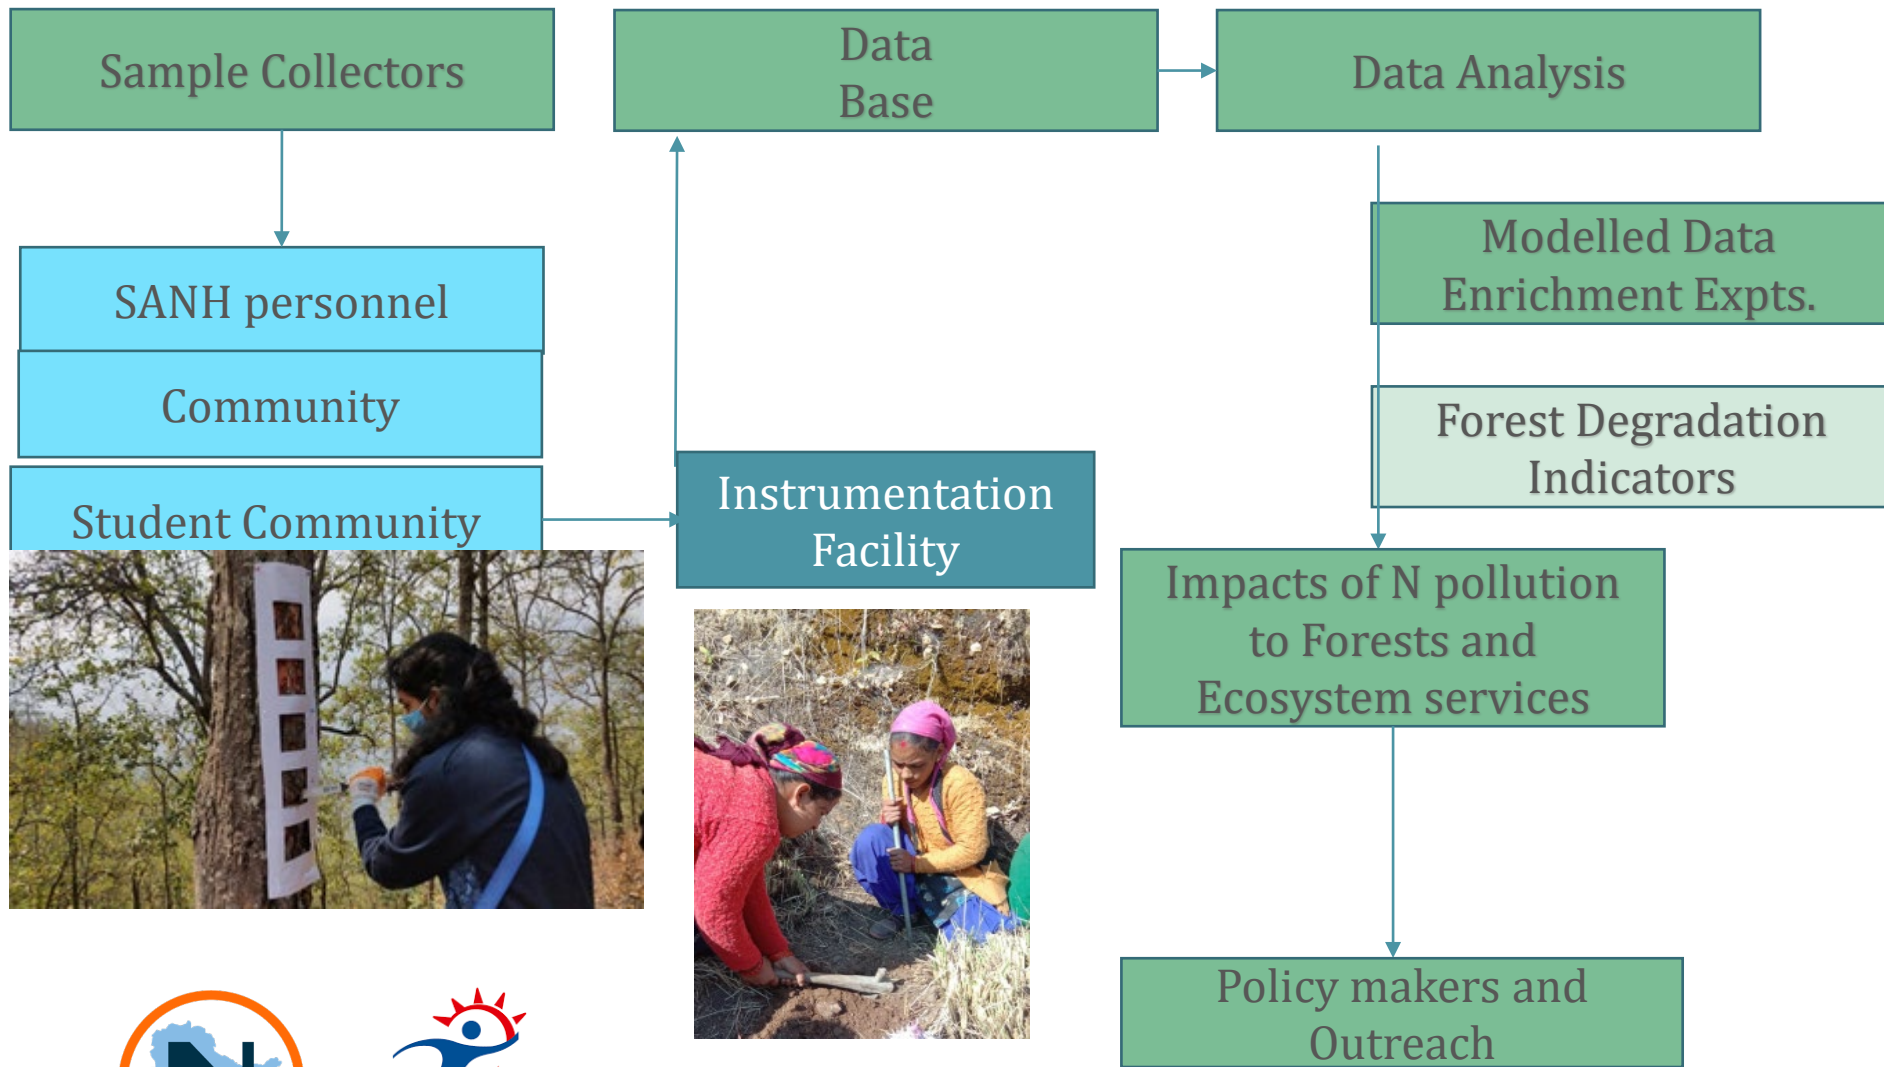 Sample Collectors
SANH personnel
Community
Student Community
Instrumentation
Facility
Data
Base
Data Analysis
Modelled Data
Enrichment Expts.
Forest Degradation
Indicators
Impacts of N pollution
to Forests and
Ecosystem services
Policy makers and
Outreach
N